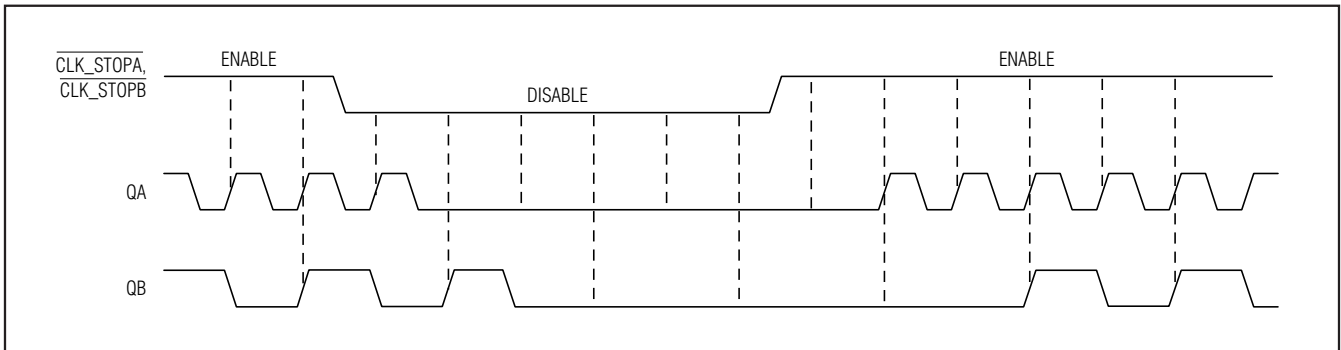 CLK_STOPA,
CLK_STOPB
ENABLE
DISABLE
ENABLE
QA
QB